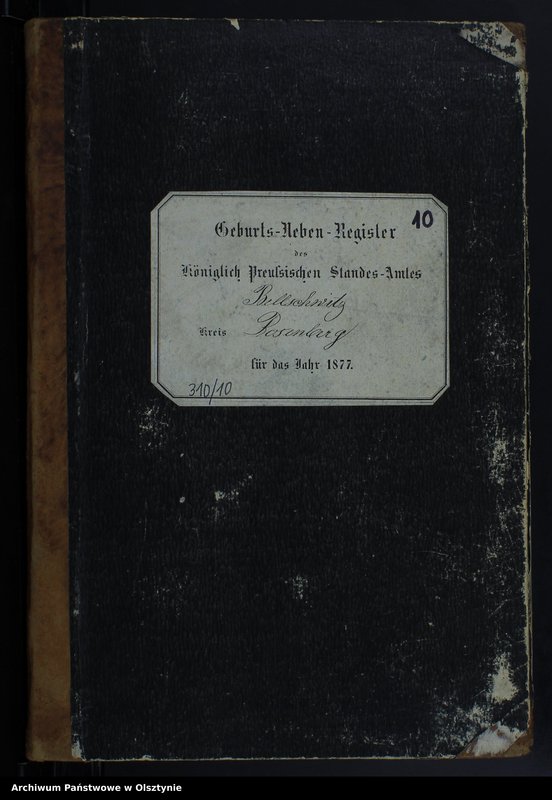 10
Geburts-Neben-Register
des
Königlich Preussischen Standes-Amtes
Bellschwitz
Kreis Rosenberg
für das Jahr 1877.
310/10
Archiwum Państwowe w Olsztynie